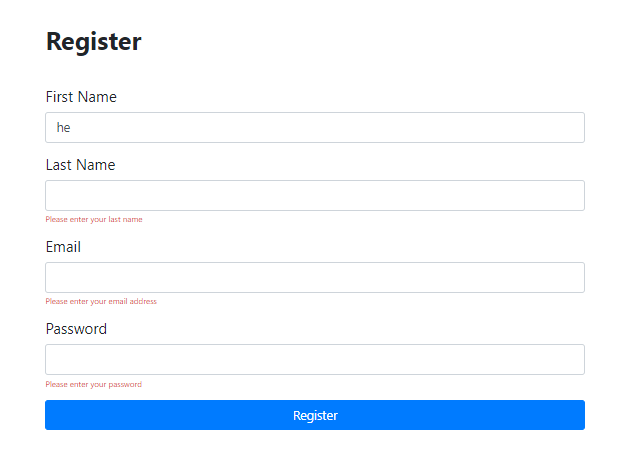 Register
First Name
he
Last Name
Please enter your last name
Email
Please enter your email address
Password
Please enter your password
Register